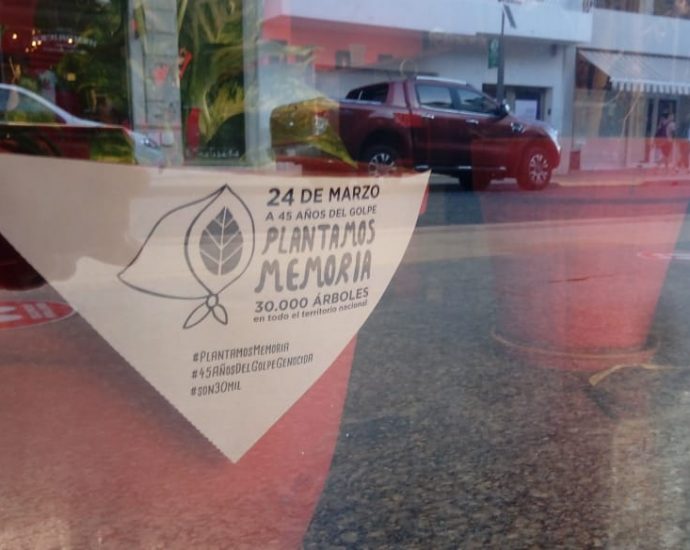 24 DE MARZO
A 45 AÑOS DEL GOLPE
PLANTAMOS
MEMORIA
30.000 ÁRBOLES
en todo el territorio nacional
#PLANTAMOSMEMORIA
#45AÑOSDELGOLPEGENOCIDA
#SON30MIL